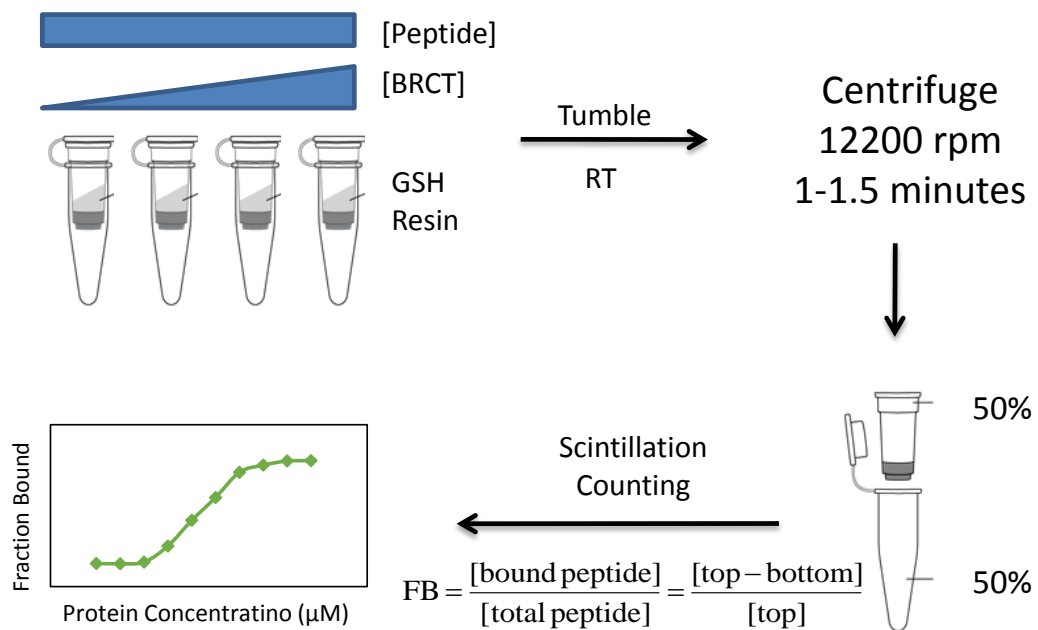 [Peptide]
[BRCT]
GSH
Resin
Tumble
RT
Centrifuge
12200 rpm
1-1.5 minutes
50%
50%
Scintillation
Counting
FB = [bound peptide] / [total peptide] = [top − bottom] / [top]
Fraction Bound
Protein Concentratino (µM)